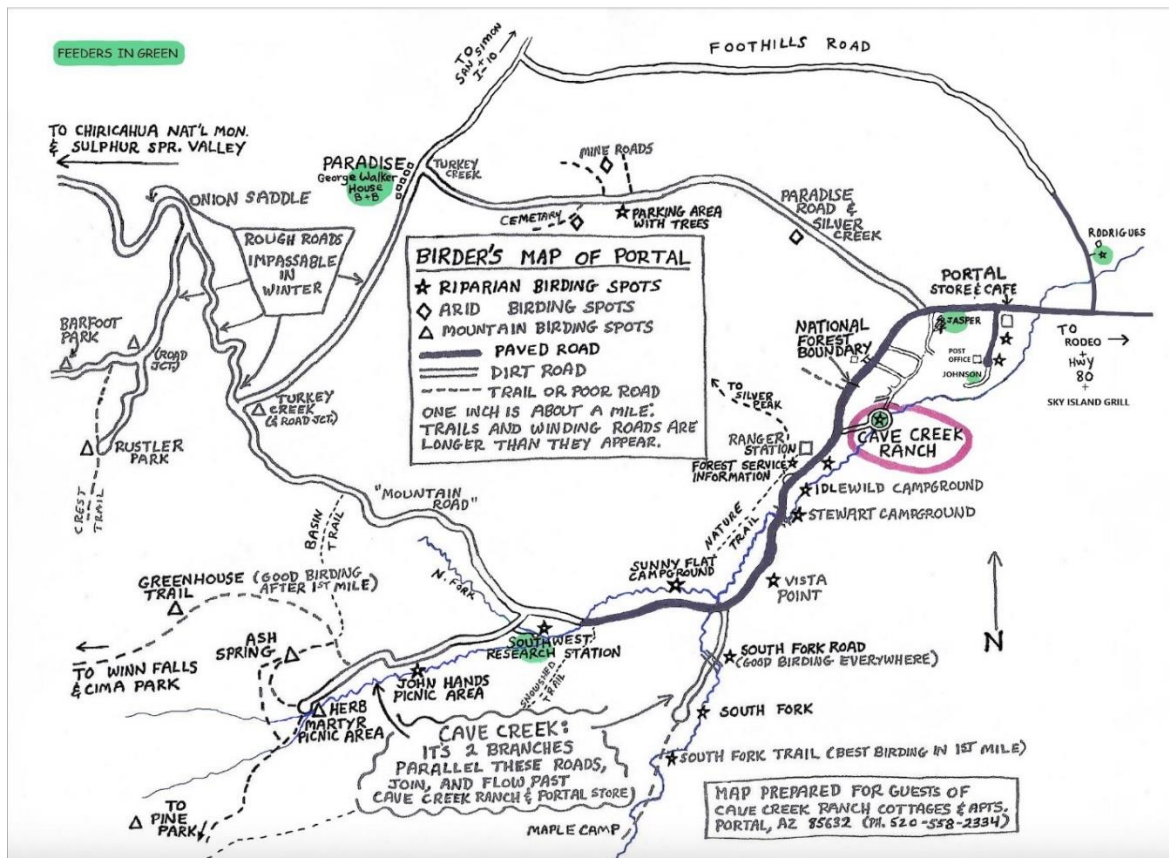 FEEDERS IN GREEN
TO
SAN SIMON
+
I-10
FOOTHILLS ROAD
TO CHIRICAHUA NAT'L MON.
& SULPHUR SPR. VALLEY
ONION SADDLE
PARADISE
George Walker
House
B+B
TURKEY
CREEK
MINE ROADS
CEMETARY
PARKING AREA
WITH TREES
PARADISE
ROAD &
SILVER
CREEK
RODRIGUES
ROUGH ROADS
IMPASSABLE
IN
WINTER
BIRDER'S MAP OF PORTAL
RIPARIAN BIRDING SPOTS
ARID BIRDING SPOTS
MOUNTAIN BIRDING SPOTS
PAVED ROAD
DIRT ROAD
TRAIL OR POOR ROAD
ONE INCH IS ABOUT A MILE:
TRAILS AND WINDING ROADS ARE
LONGER THAN THEY APPEAR.
PORTAL
STORE & CAFE
JASPER
POST
OFFICE
JOHNSON
NATIONAL
FOREST
BOUNDARY
TO
RODEO
+
HWY
80
+
SKY ISLAND GRILL
BARFOOT
PARK
(ROAD
JCT.)
TURKEY
CREEK
(& ROAD JCT.)
RUSTLER
PARK
CREST
TRAIL
TO
SILVER
PEAK
CAVE CREEK
RANCH
RANGER
STATION
FOREST SERVICE
INFORMATION
IDLEWILD CAMPGROUND
STEWART CAMPGROUND
NATURE
TRAIL
"MOUNTAIN
ROAD"
BASIN
TRAIL
N. FORK
SUNNY FLAT
CAMPGROUND
VISTA
POINT
N
GREENHOUSE (GOOD BIRDING
TRAIL AFTER 1ST MILE)
ASH
SPRING
TO WINN FALLS
& CIMA PARK
SOUTHWEST
RESEARCH STATION
SNOWSHED
TRAIL
JOHN HANDS
PICNIC AREA
HERB
MARTYR
PICNIC AREA
SOUTH FORK ROAD
(GOOD BIRDING EVERYWHERE)
SOUTH FORK
SOUTH FORK TRAIL (BEST BIRDING IN 1ST MILE)
CAVE CREEK:
IT'S 2 BRANCHES
PARALLEL THESE ROADS,
JOIN, AND FLOW PAST
CAVE CREEK RANCH & PORTAL STORE)
TO
PINE
PARK
MAPLE CAMP
MAP PREPARED FOR GUESTS OF
CAVE CREEK RANCH COTTAGES & APTS.
PORTAL, AZ 85632 (PH. 520-558-2334)